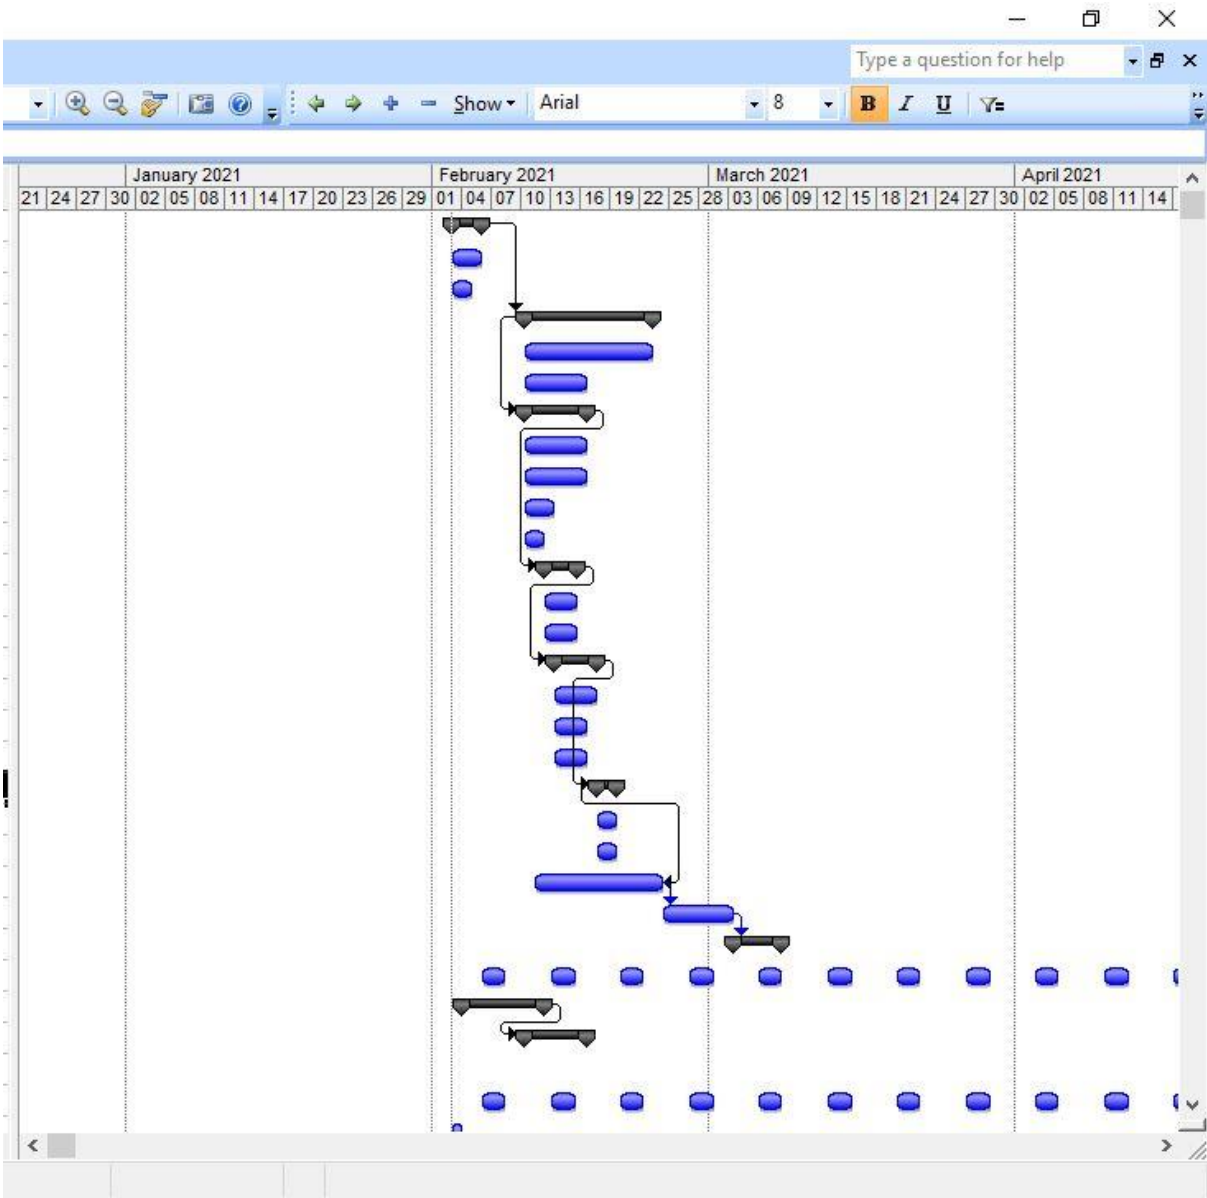 Type a question for help
Show Arial 8 B I U
January 2021 February 2021 March 2021 April 2021
21 24 27 30 02 05 08 11 14 17 20 23 26 29 01 04 07 10 13 16 19 22 25 28 03 06 09 12 15 18 21 24 27 30 02 05 08 11 14